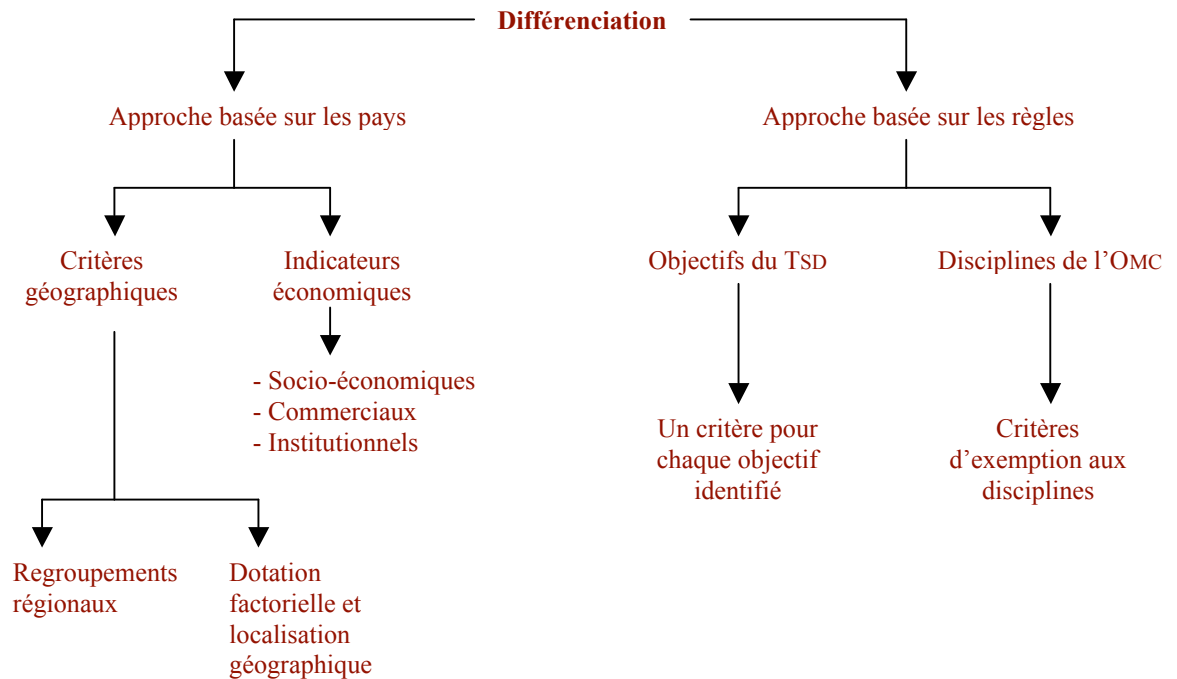 Différenciation
Approche basée sur les pays
Approche basée sur les règles
Critères
géographiques
Indicateurs
économiques
Objectifs du TSD
Disciplines de l’OMC
- Socio-économiques
- Commerciaux
- Institutionnels
Un critère pour
chaque objectif
identifié
Critères
d’exemption aux
disciplines
Regroupements
régionaux
Dotation
factorielle et
localisation
géographique